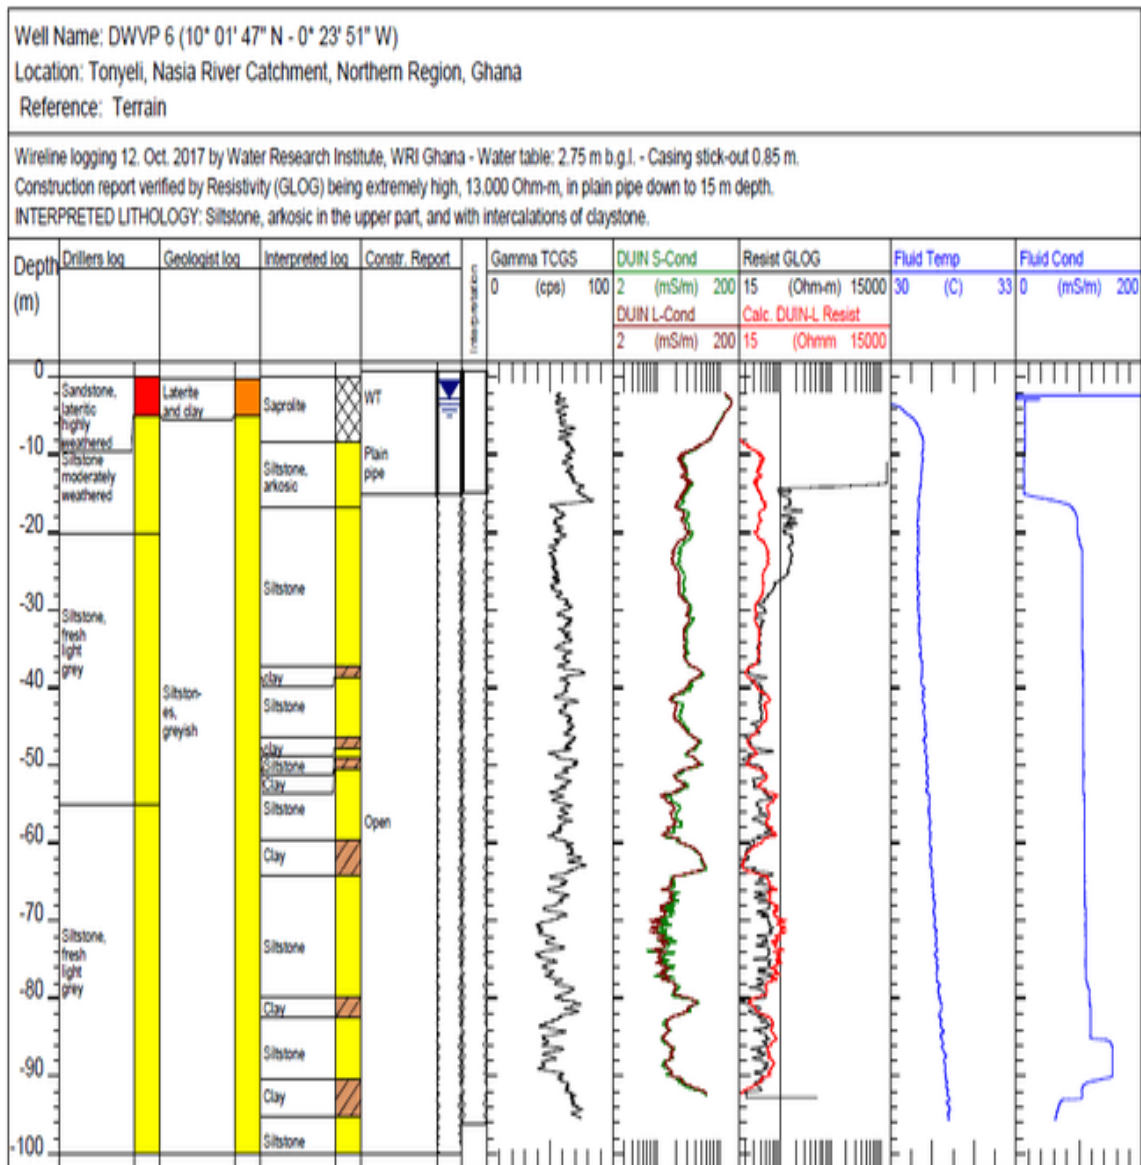 Well Name: DWVP 6 (10* 01' 47" N - 0* 23' 51" W)
Location: Tonyeli, Nasia River Catchment, Northern Region, Ghana
Reference: Terrain
Wireline logging 12. Oct. 2017 by Water Research Institute, WRI Ghana - Water table: 2.75 m b.g.l. - Casing stick-out 0.85 m.
Construction report verified by Resistivity (GLOG) being extremely high, 13.000 Ohm-m, in plain pipe down to 15 m depth.
INTERPRETED LITHOLOGY: Siltstone, arkosic in the upper part, and with intercalations of claystone.
Depth
(m)
Drillers log
Geologist log
Interpreted log
Constr. Report
Gamma TCGS
0 (cps) 100
DUIN S-Cond
2 (mS/m) 200
DUIN L-Cond
2 (mS/m) 200
Resist GLOG
15 (Ohm-m) 15000
Calc. DUIN-L Resist
15 (Ohmm 15000
Fluid Temp
30 (C) 33
Fluid Cond
0 (mS/m) 200
0
-10
-20
-30
-40
-50
-60
-70
-80
-90
-100
Sandstone,
lateritic
highly
weathered
Siltstone
moderately
weathered
Siltstone,
fresh
light
grey
Siltstone,
fresh
light
grey
Laterite
and clay
Siltston-
es,
greyish
Saprolite
Siltstone,
arkosic
Siltstone
clay
Siltstone
clay
Siltstone
Clay
Siltstone
Clay
Siltstone
Clay
Siltstone
Clay
Siltstone
WT
Plain
pipe
Open